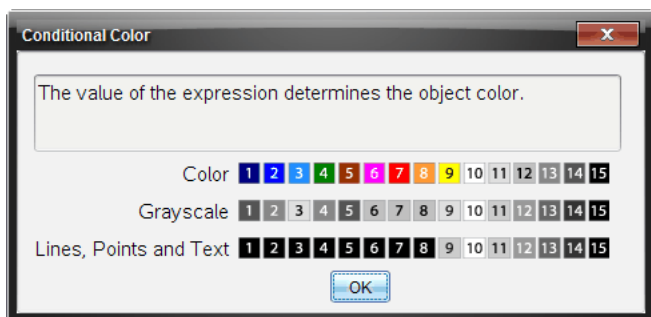 Conditional Color
The value of the expression determines the object color.
Color 1 2 3 4 5 6 7 8 9 10 11 12 13 14 15
Grayscale 1 2 3 4 5 6 7 8 9 10 11 12 13 14 15
Lines, Points and Text 1 2 3 4 5 6 7 8 9 10 11 12 13 14 15
OK